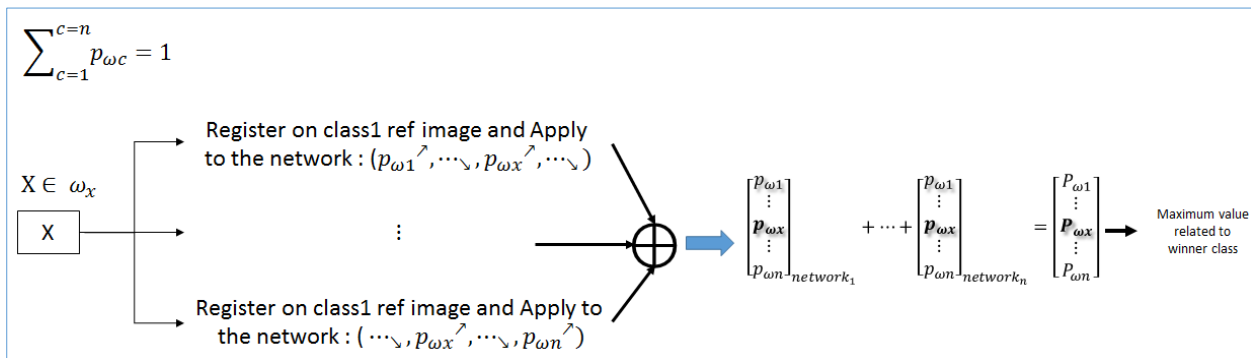 ∑_{c=1}^{c=n} p_{ωc} = 1
Register on class1 ref image and Apply
to the network : (p_{ω1}↗, ⋯↘, p_{ωx}↗, ⋯↘)
X ∈ ω_x
X
⋮
[p_{ω1} ⋮ p_{ωx} ⋮ p_{ωn}]_{network_1} + ⋯ + [p_{ω1} ⋮ p_{ωx} ⋮ p_{ωn}]_{network_n} = [P_{ω1} ⋮ P_{ωx} ⋮ P_{ωn}]
Maximum value
related to
winner class
Register on class1 ref image and Apply to
the network : ( ⋯↘, p_{ωx}↗, ⋯↘, p_{ωn}↗)